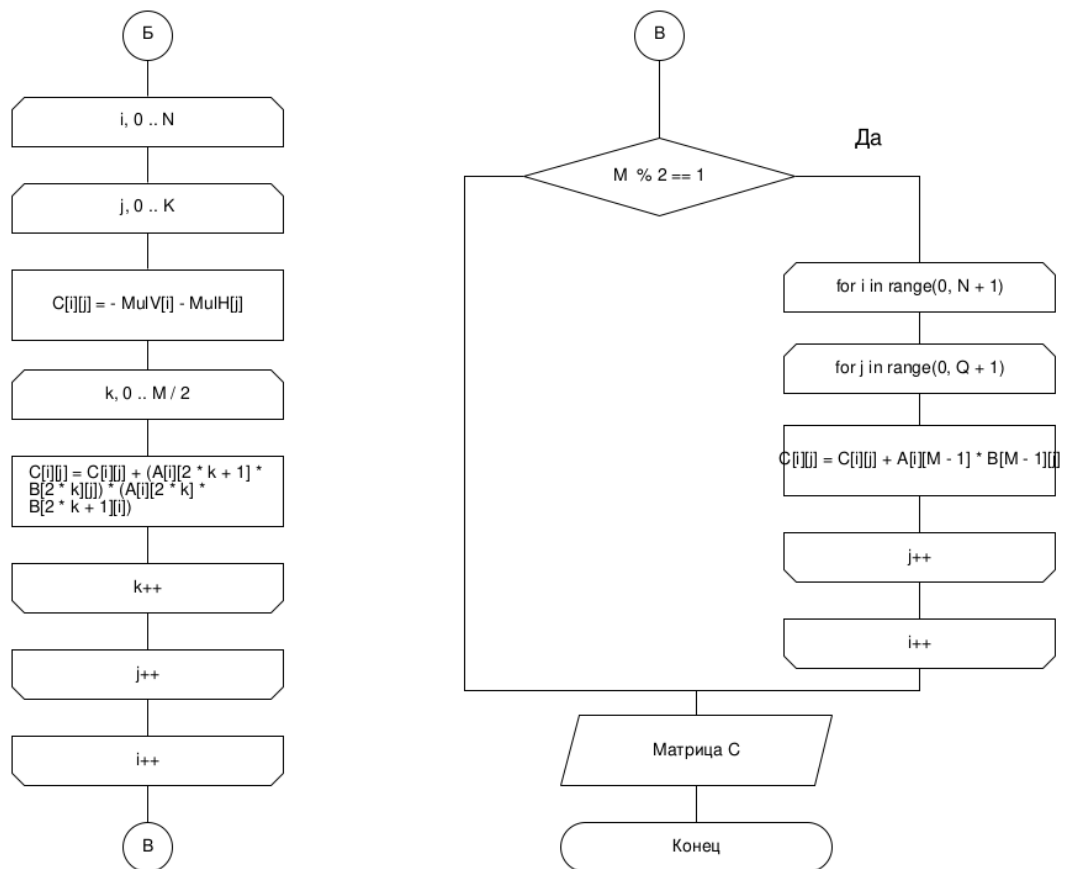 Б
i, 0 .. N
j, 0 .. K
C[i][j] = - MulV[i] - MulH[j]
k, 0 .. M / 2
C[i][j] = C[i][j] + (A[i][2 * k + 1] *
B[2 * k][j]) * (A[i][2 * k] *
B[2 * k + 1][i])
k++
j++
i++
В
В
Да
M % 2 == 1
for i in range(0, N + 1)
for j in range(0, Q + 1)
C[i][j] = C[i][j] + A[i][M - 1] * B[M - 1][j]
j++
i++
Матрица С
Конец